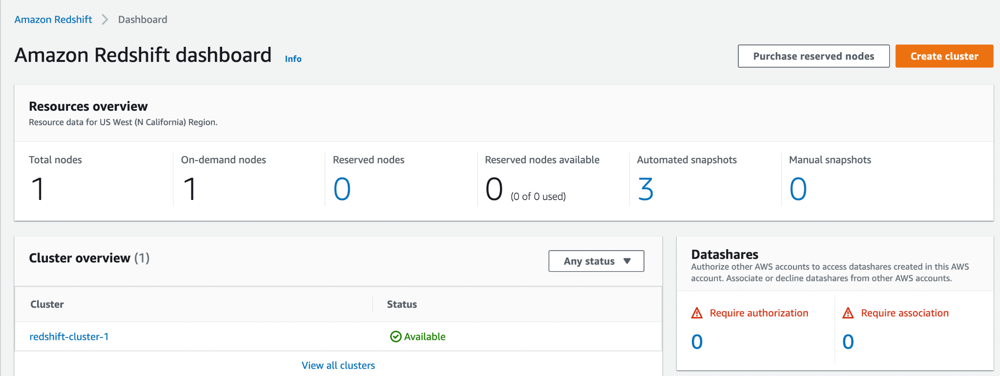 Amazon Redshift > Dashboard
Amazon Redshift dashboard Info
Purchase reserved nodes
Create cluster
Resources overview
Resource data for US West (N California) Region.
Total nodes
1
On-demand nodes
1
Reserved nodes
0
Reserved nodes available
0 (0 of 0 used)
Automated snapshots
3
Manual snapshots
0
Cluster overview (1)
Any status
Cluster
Status
redshift-cluster-1
Available
View all clusters
Datashares
Authorize other AWS accounts to access datashares created in this AWS
account. Associate or decline datashares from other AWS accounts.
Require authorization
0
Require association
0